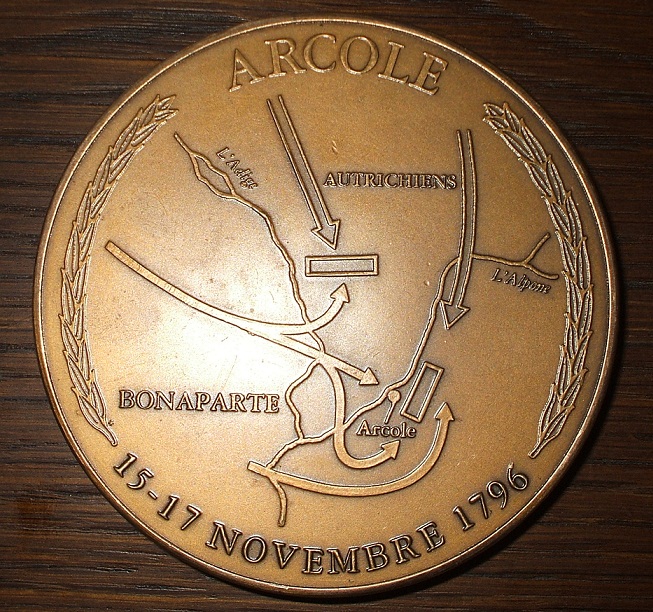 ARCOLE
L'Adige
AUTRICHIENS
L'Alpone
BONAPARTE
Arcole
15-17 NOVEMBRE 1796